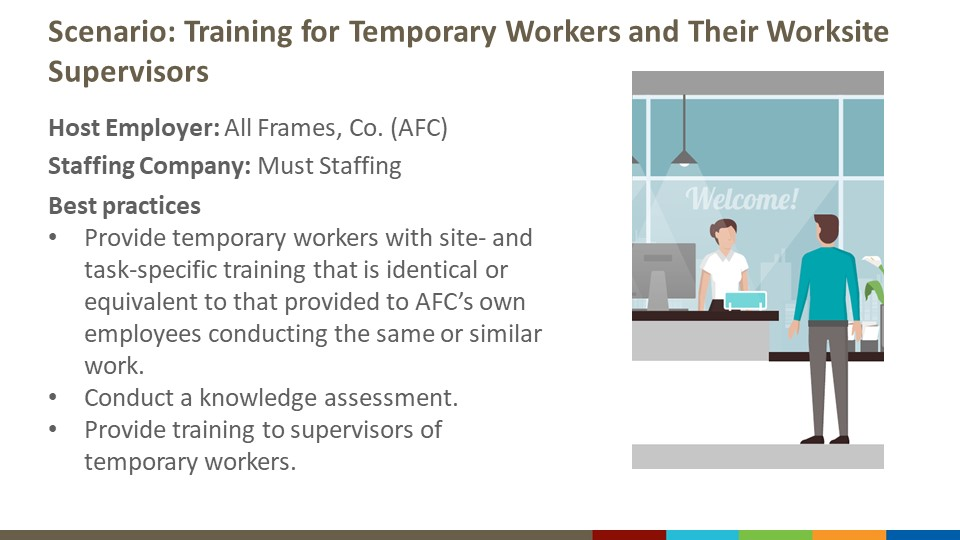 Scenario: Training for Temporary Workers and Their Worksite
Supervisors
Host Employer: All Frames, Co. (AFC)
Staffing Company: Must Staffing
Best practices
• Provide temporary workers with site- and
task-specific training that is identical or
equivalent to that provided to AFC’s own
employees conducting the same or similar
work.
• Conduct a knowledge assessment.
• Provide training to supervisors of
temporary workers.
Welcome!